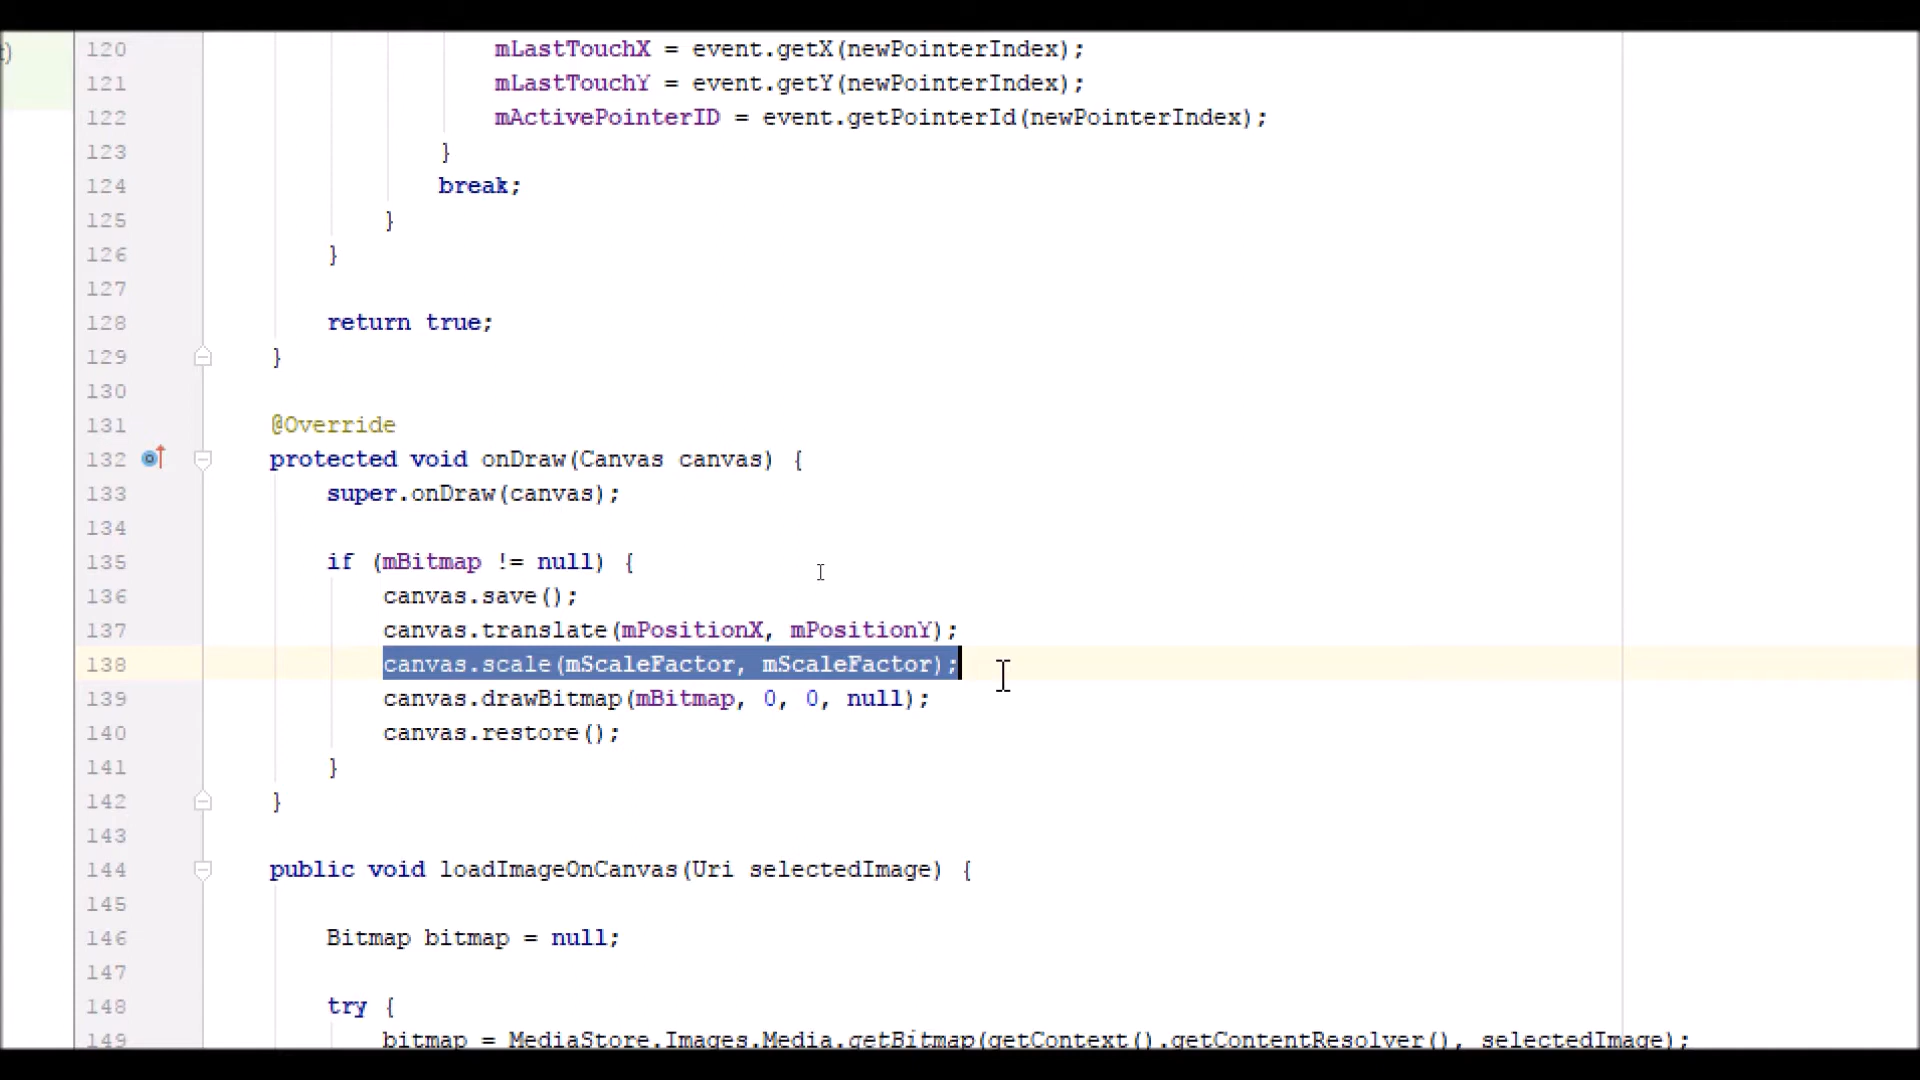 t)
120 mLastTouchX = event.getX(newPointerIndex);
121 mLastTouchY = event.getY(newPointerIndex);
122 mActivePointerID = event.getPointerId(newPointerIndex);
123 }
124 break;
125 }
126 }
127
128 return true;
129 }
130
131 @Override
132 protected void onDraw(Canvas canvas) {
133 super.onDraw(canvas);
134
135 if (mBitmap != null) {
136 canvas.save();
137 canvas.translate(mPositionX, mPositionY);
138 canvas.scale(mScaleFactor, mScaleFactor);
139 canvas.drawBitmap(mBitmap, 0, 0, null);
140 canvas.restore();
141 }
142 }
143
144 public void loadImageOnCanvas(Uri selectedImage) {
145
146 Bitmap bitmap = null;
147
148 try {
149 bitmap = MediaStore.Images.Media.getBitmap(getContext().getContentResolver(), selectedImage);